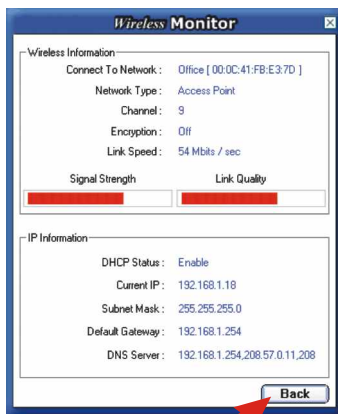 Wireless Monitor
Wireless Information
Connect To Network : Office [ 00:0C:41:FB:E3:7D ]
Network Type : Access Point
Channel : 9
Encryption : Off
Link Speed : 54 Mbits / sec
Signal Strength Link Quality
IP Information
DHCP Status : Enable
Current IP : 192.168.1.18
Subnet Mask : 255.255.255.0
Default Gateway : 192.168.1.254
DNS Server : 192.168.1.254,208.57.0.11,208
Back